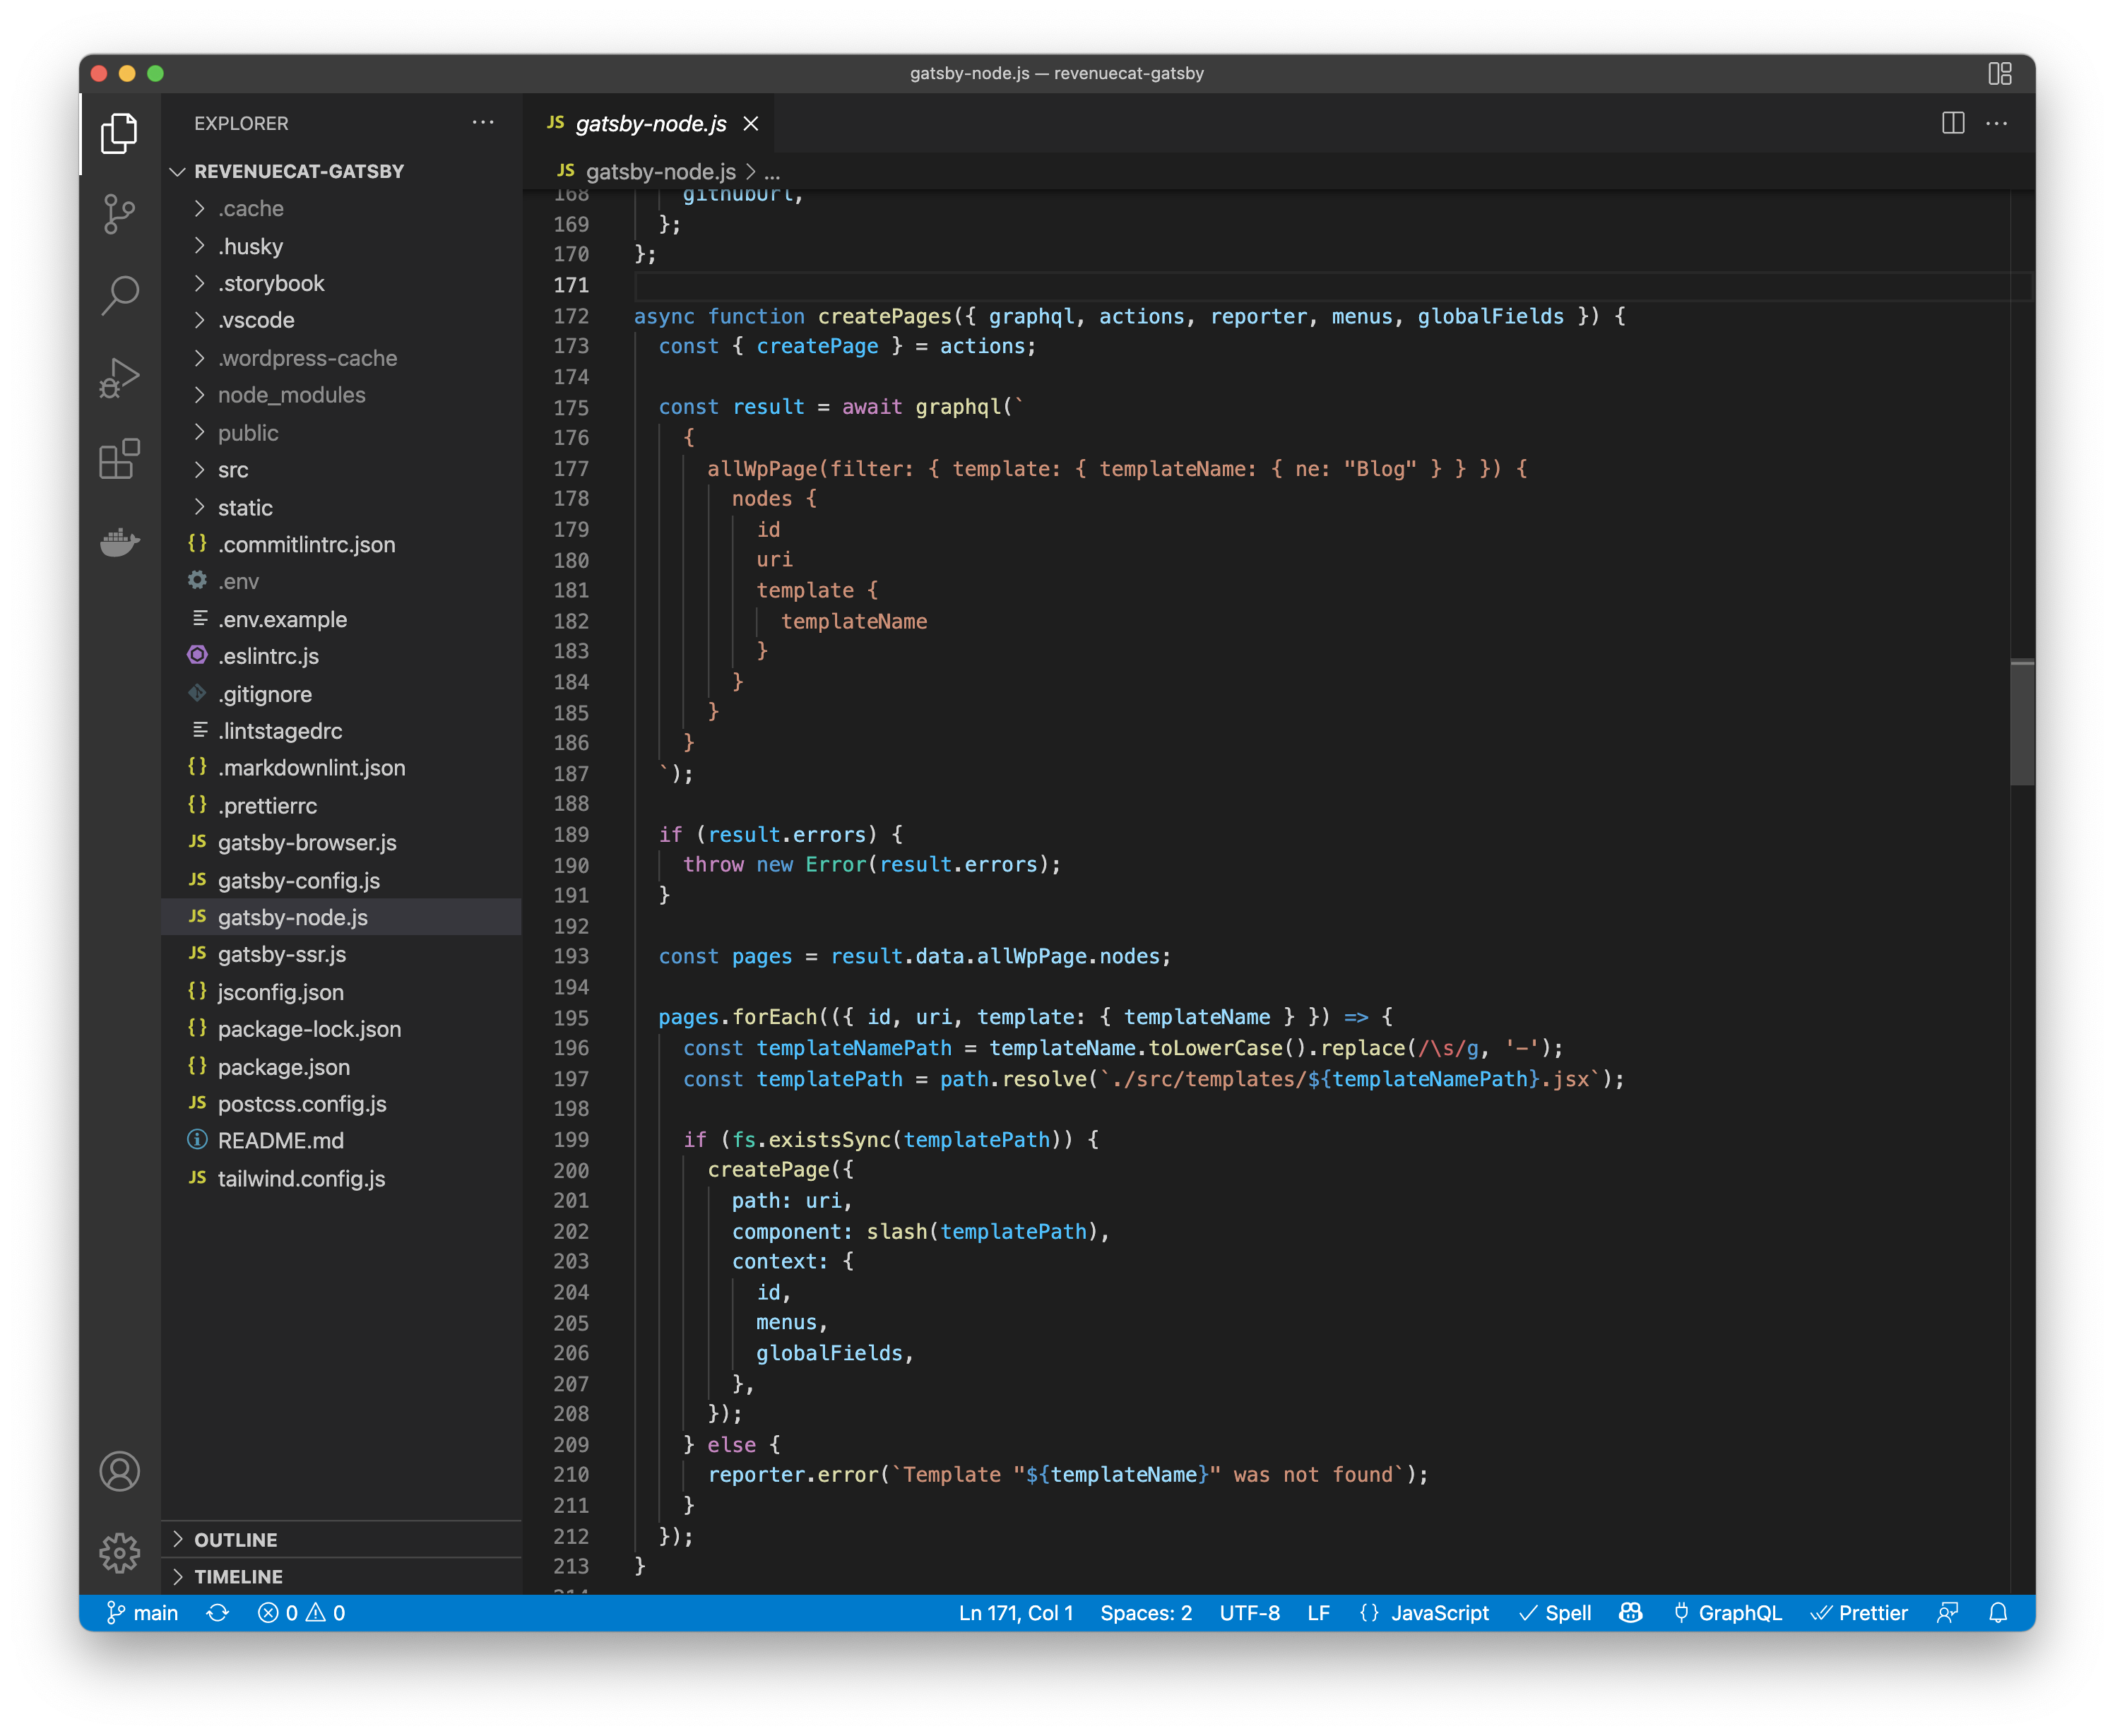 gatsby-node.js — revenuecat-gatsby
EXPLORER
REVENUECAT-GATSBY
.cache
.husky
.storybook
.vscode
.wordpress-cache
node_modules
public
src
static
{} .commitlintrc.json
.env
.env.example
.eslintrc.js
.gitignore
.lintstagedrc
{} .markdownlint.json
{} .prettierrc
JS gatsby-browser.js
JS gatsby-config.js
JS gatsby-node.js
JS gatsby-ssr.js
{} jsconfig.json
{} package-lock.json
{} package.json
JS postcss.config.js
README.md
JS tailwind.config.js
OUTLINE
TIMELINE
JS gatsby-node.js
JS gatsby-node.js > ...
168 githubUrl,
169 };
170 };
171
172 async function createPages({ graphql, actions, reporter, menus, globalFields }) {
173 const { createPage } = actions;
174
175 const result = await graphql(`
176 {
177 allWpPage(filter: { template: { templateName: { ne: "Blog" } } }) {
178 nodes {
179 id
180 uri
181 template {
182 templateName
183 }
184 }
185 }
186 }
187 `);
188
189 if (result.errors) {
190 throw new Error(result.errors);
191 }
192
193 const pages = result.data.allWpPage.nodes;
194
195 pages.forEach(({ id, uri, template: { templateName } }) => {
196 const templateNamePath = templateName.toLowerCase().replace(/\s/g, '-');
197 const templatePath = path.resolve(`./src/templates/${templateNamePath}.jsx`);
198
199 if (fs.existsSync(templatePath)) {
200 createPage({
201 path: uri,
202 component: slash(templatePath),
203 context: {
204 id,
205 menus,
206 globalFields,
207 },
208 });
209 } else {
210 reporter.error(`Template "${templateName}" was not found`);
211 }
212 });
213 }
214
main 0 0 Ln 171, Col 1 Spaces: 2 UTF-8 LF {} JavaScript Spell GraphQL Prettier